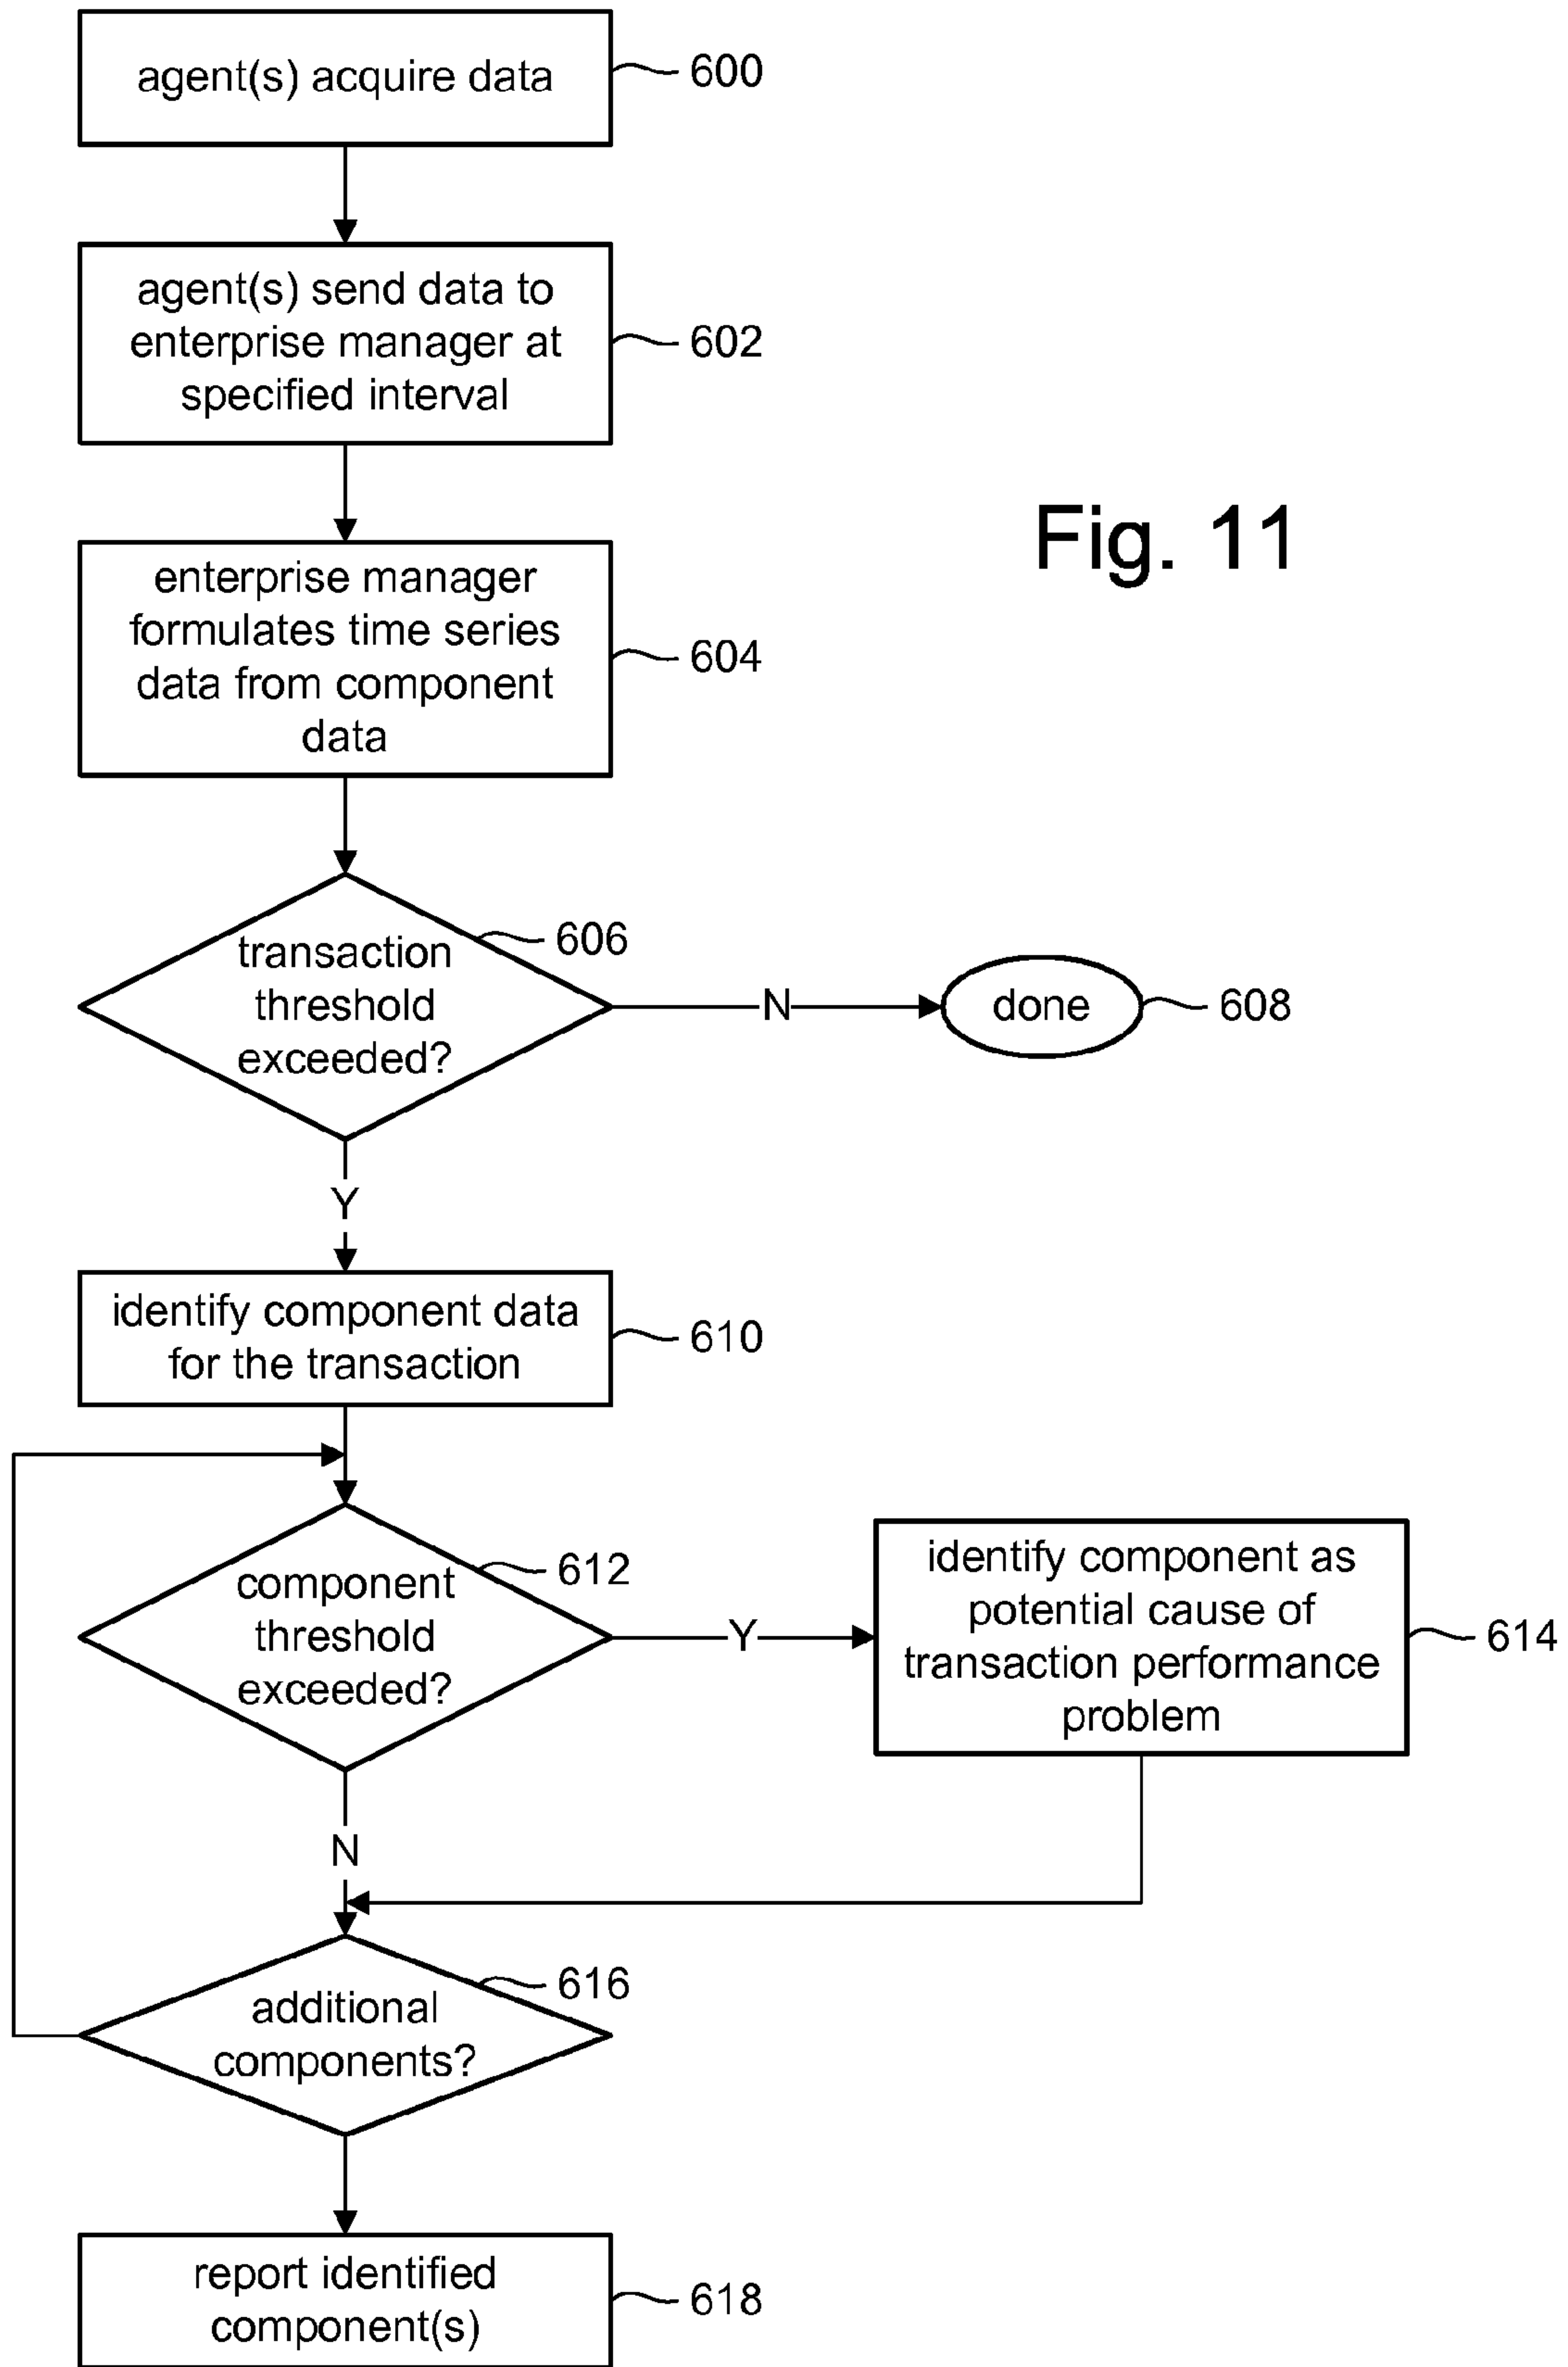 agent(s) acquire data
600
agent(s) send data to
enterprise manager at
specified interval
602
enterprise manager
formulates time series
data from component
data
604
Fig. 11
transaction
threshold
exceeded?
606
N
done
608
Y
identify component data
for the transaction
610
component
threshold
exceeded?
612
Y
identify component as
potential cause of
transaction performance
problem
614
N
additional
components?
616
report identified
component(s)
618